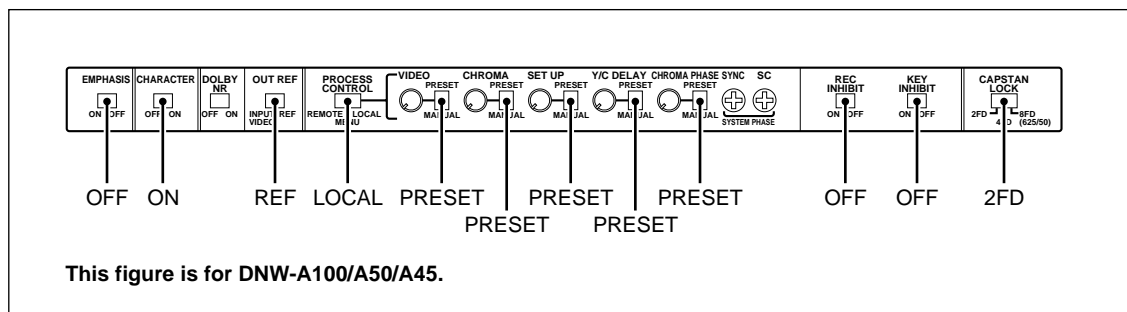 EMPHASIS CHARACTER DOLBY NR OUT REF PROCESS CONTROL VIDEO CHROMA SET UP Y/C DELAY CHROMA PHASE SYNC SC REC INHIBIT KEY INHIBIT CAPSTAN LOCK
PRESET PRESET PRESET PRESET PRESET
ON OFF OFF ON OFF ON INPUT VIDEO REF REMOTE LOCAL MENU MANUAL MANUAL MANUAL MANUAL MANUAL SYSTEM PHASE ON OFF ON OFF 2FD 8FD (625/50)
OFF ON REF LOCAL PRESET PRESET PRESET OFF OFF 2FD
PRESET PRESET
This figure is for DNW-A100/A50/A45.